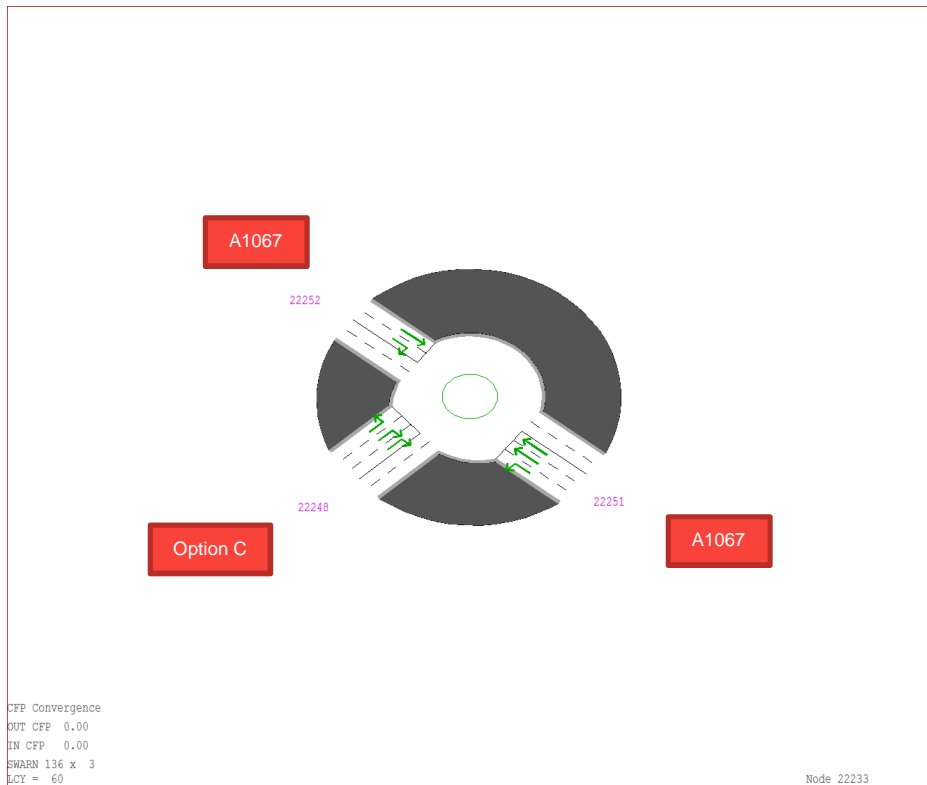 A1067
22252
22248
22251
Option C
A1067
CFP Convergence
OUT CFP 0.00
IN CFP 0.00
SWARN 136 x 3
LCY = 60
Node 22233